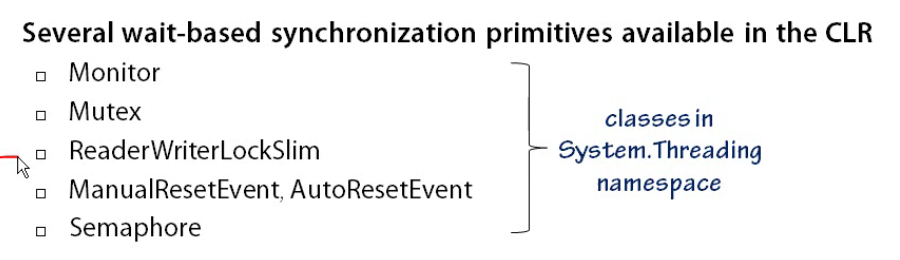 Several wait-based synchronization primitives available in the CLR
Monitor
Mutex
ReaderWriterLockSlim
ManualResetEvent, AutoResetEvent
Semaphore
classes in
System.Threading
namespace